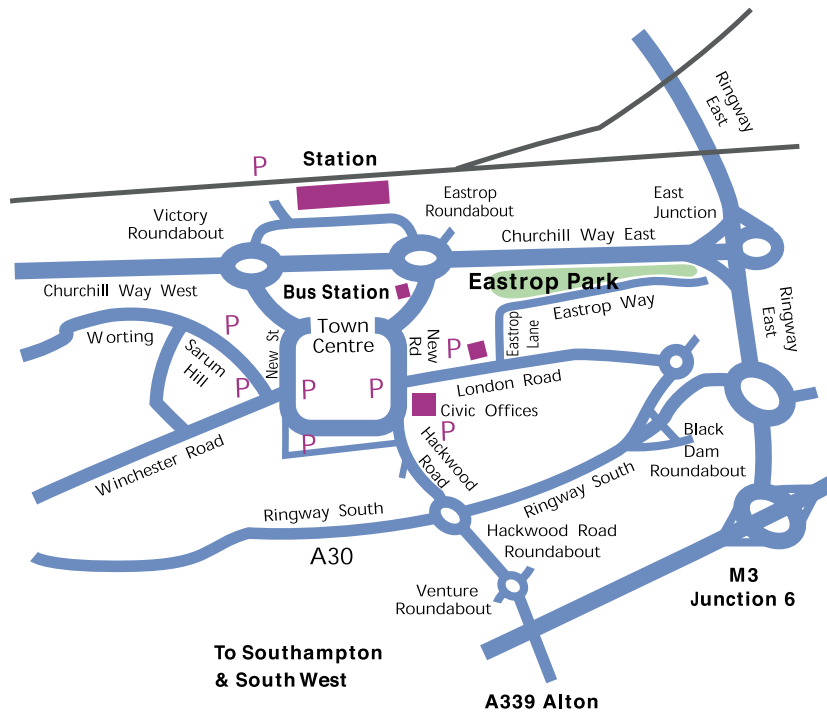 Ringway
East
P
Station
Eastrop
Roundabout
East
Junction
Victory
Roundabout
Churchill Way East
Churchill Way West
Bus Station
Eastrop Park
Eastrop Way
Ringway
East
Worting
P
Sarum
Hill
New St
Town
Centre
New
Rd
P
Eastrop
Lane
London Road
P
P
P
Civic Offices
P
P
Hackwood
Road
Black
Dam
Roundabout
Winchester Road
Ringway South
Ringway South
A30
Hackwood Road
Roundabout
Venture
Roundabout
M3
Junction 6
To Southampton
& South West
A339 Alton